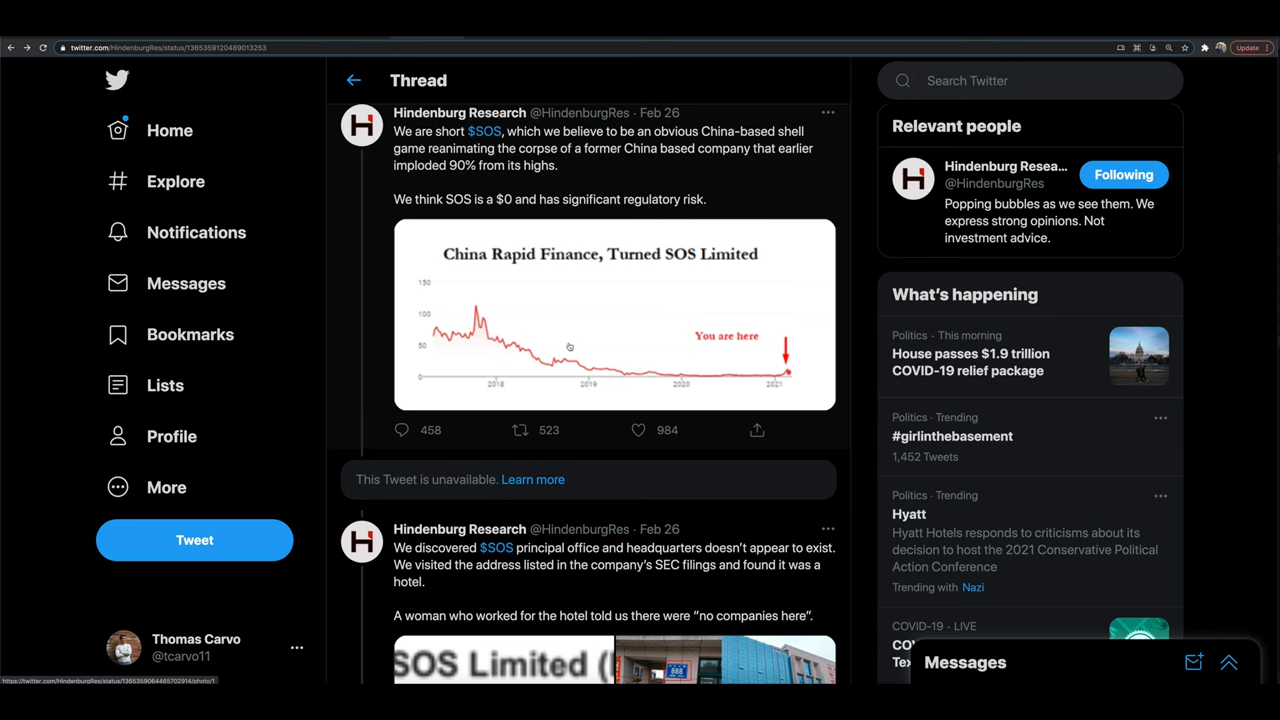 twitter.com/HindenburgRes/status/1365359120489013253
Update
Home
Explore
Notifications
Messages
Bookmarks
Lists
Profile
More
Tweet
Thomas Carvo
@tcarvo11
https://twitter.com/HindenburgRes/status/1365359064465702914/photo/1
Thread
Hindenburg Research @HindenburgRes · Feb 26
We are short $SOS, which we believe to be an obvious China-based shell
game reanimating the corpse of a former China based company that earlier
imploded 90% from its highs.
We think SOS is a $0 and has significant regulatory risk.
China Rapid Finance, Turned SOS Limited
150
100
50
0
You are here
2018
2019
2020
2021
458
523
984
This Tweet is unavailable. Learn more
Hindenburg Research @HindenburgRes · Feb 26
We discovered $SOS principal office and headquarters doesn’t appear to exist.
We visited the address listed in the company’s SEC filings and found it was a
hotel.
A woman who worked for the hotel told us there were “no companies here”.
SOS Limited (
888
Search Twitter
Relevant people
Hindenburg Resea...
@HindenburgRes
Following
Popping bubbles as we see them. We
express strong opinions. Not
investment advice.
What’s happening
Politics · This morning
House passes $1.9 trillion
COVID-19 relief package
Politics · Trending
#girlinthebasement
1,452 Tweets
Politics · Trending
Hyatt
Hyatt Hotels responds to criticisms about its
decision to host the 2021 Conservative Political
Action Conference
Trending with Nazi
COVID-19 · LIVE
Messages